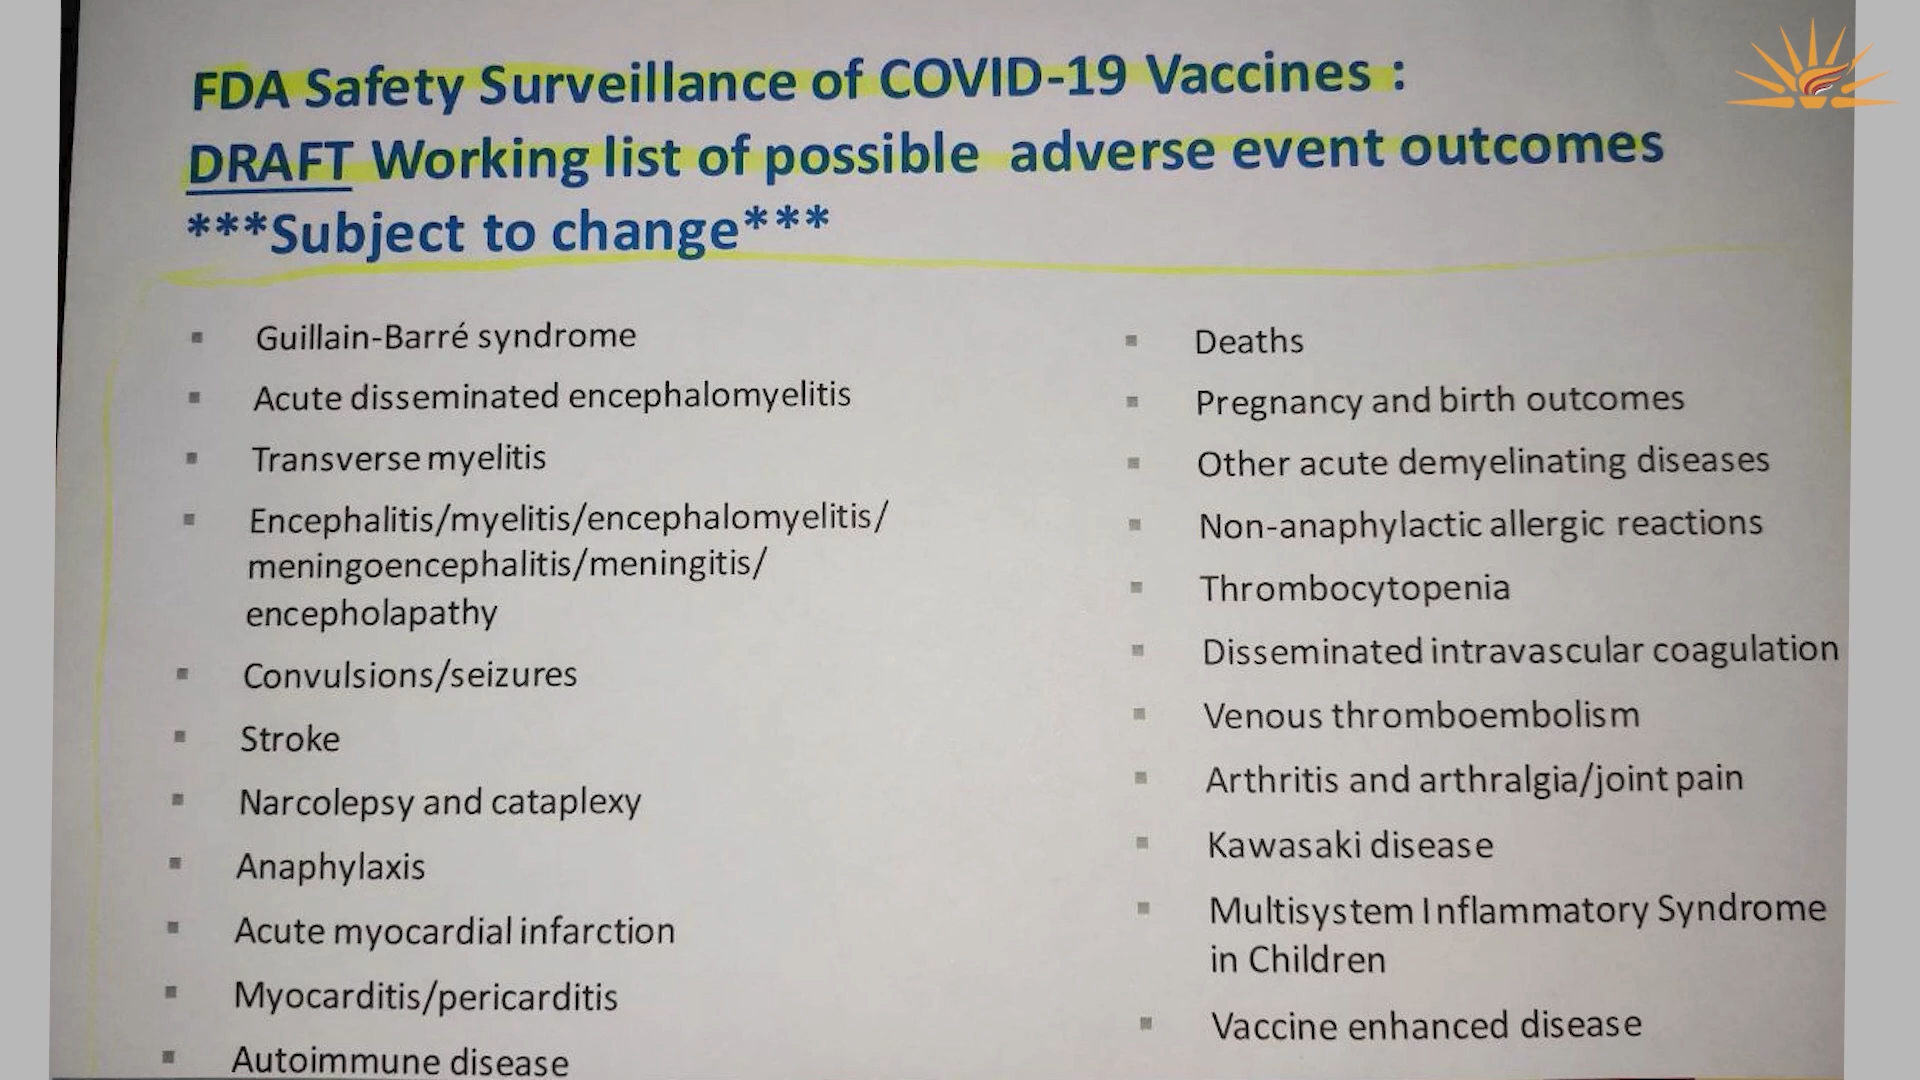 FDA Safety Surveillance of COVID-19 Vaccines :
DRAFT Working list of possible adverse event outcomes
***Subject to change***
Guillain-Barré syndrome
Acute disseminated encephalomyelitis
Transverse myelitis
Encephalitis/myelitis/encephalomyelitis/
meningoencephalitis/meningitis/
encepholapathy
Convulsions/seizures
Stroke
Narcolepsy and cataplexy
Anaphylaxis
Acute myocardial infarction
Myocarditis/pericarditis
Autoimmune disease
Deaths
Pregnancy and birth outcomes
Other acute demyelinating diseases
Non-anaphylactic allergic reactions
Thrombocytopenia
Disseminated intravascular coagulation
Venous thromboembolism
Arthritis and arthralgia/joint pain
Kawasaki disease
Multisystem Inflammatory Syndrome
in Children
Vaccine enhanced disease